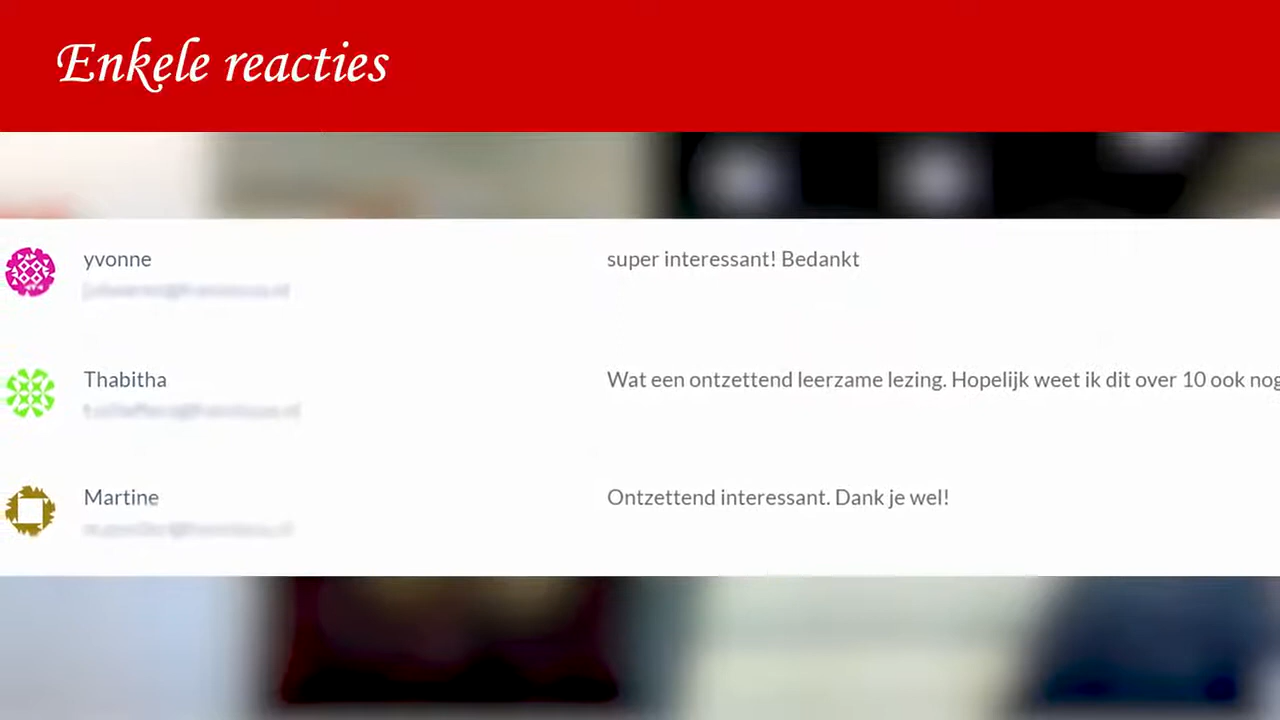 Enkele reacties
yvonne
super interessant! Bedankt
Thabitha
Wat een ontzettend leerzame lezing. Hopelijk weet ik dit over 10 ook nog
Martine
Ontzettend interessant. Dank je wel!